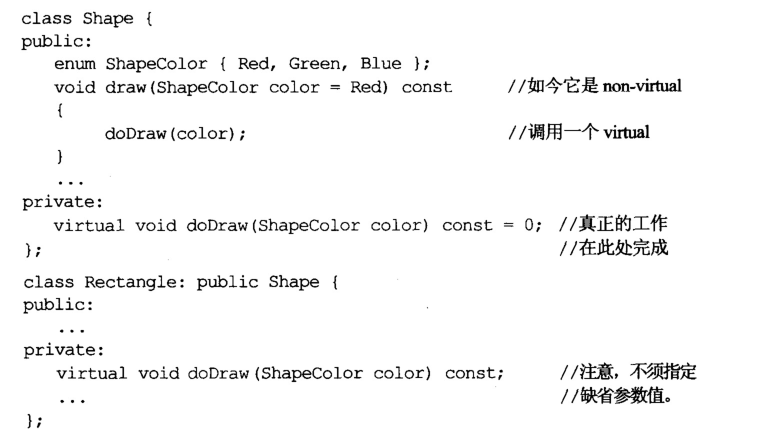 class Shape {
public:
    enum ShapeColor { Red, Green, Blue };
    void draw(ShapeColor color = Red) const //如今它是 non-virtual
    {
        doDraw(color); //调用一个 virtual
    }
    ...
private:
    virtual void doDraw(ShapeColor color) const = 0; //真正的工作
}; //在此处完成
class Rectangle: public Shape {
public:
    ...
private:
    virtual void doDraw(ShapeColor color) const; //注意，不须指定
    ... //缺省参数值。
};